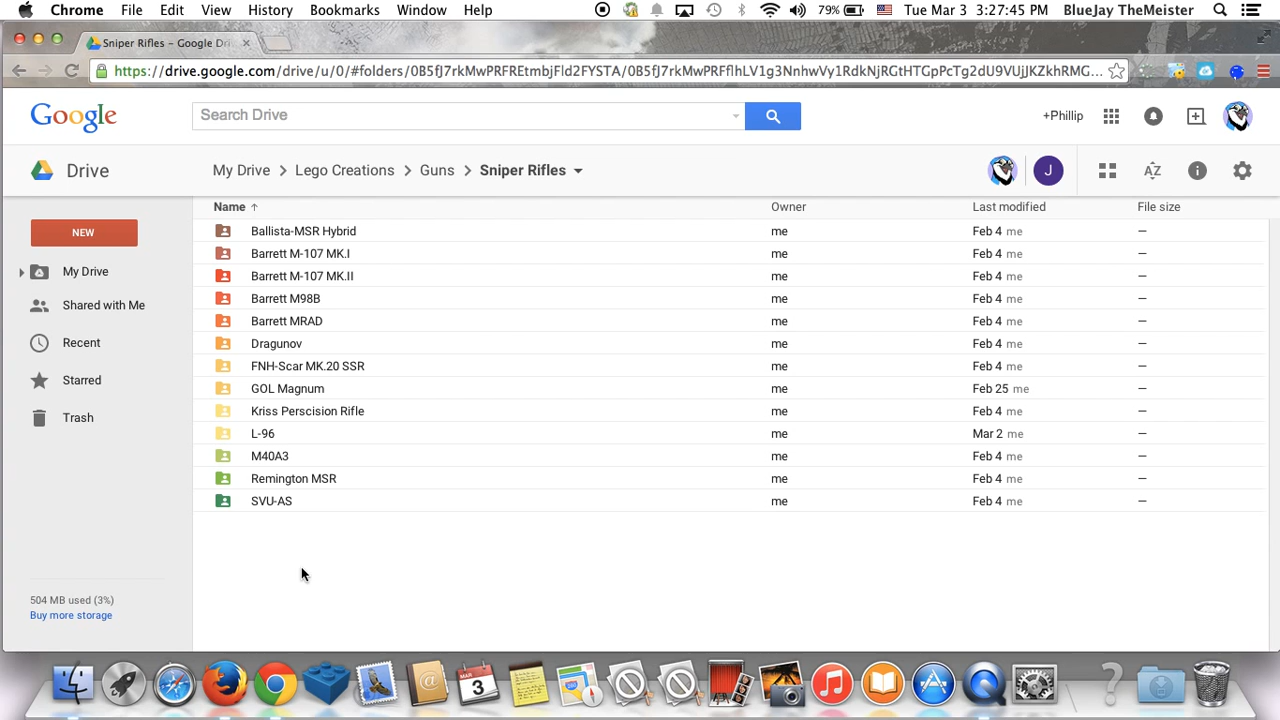 Chrome File Edit View History Bookmarks Window Help 79% Tue Mar 3 3:27:45 PM BlueJay TheMeister
Sniper Rifles – Google Dri
https://drive.google.com/drive/u/0/#folders/0B5fJ7rkMwPRFREtmbjFld2FYSTA/0B5fJ7rkMwPRFflhLV1g3NnhwVy1RdkNjRGtHTGpPcTg2dU9VUjJKZkhRMG...
Google Search Drive +Phillip
Drive My Drive > Lego Creations > Guns > Sniper Rifles J AZ
Name ↑ Owner Last modified File size
NEW
My Drive
Shared with Me
Recent
Starred
Trash
504 MB used (3%)
Buy more storage
Ballista-MSR Hybrid me Feb 4 me –
Barrett M-107 MK.I me Feb 4 me –
Barrett M-107 MK.II me Feb 4 me –
Barrett M98B me Feb 4 me –
Barrett MRAD me Feb 4 me –
Dragunov me Feb 4 me –
FNH-Scar MK.20 SSR me Feb 4 me –
GOL Magnum me Feb 25 me –
Kriss Perscision Rifle me Feb 4 me –
L-96 me Mar 2 me –
M40A3 me Feb 4 me –
Remington MSR me Feb 4 me –
SVU-AS me Feb 4 me –
MAR
3